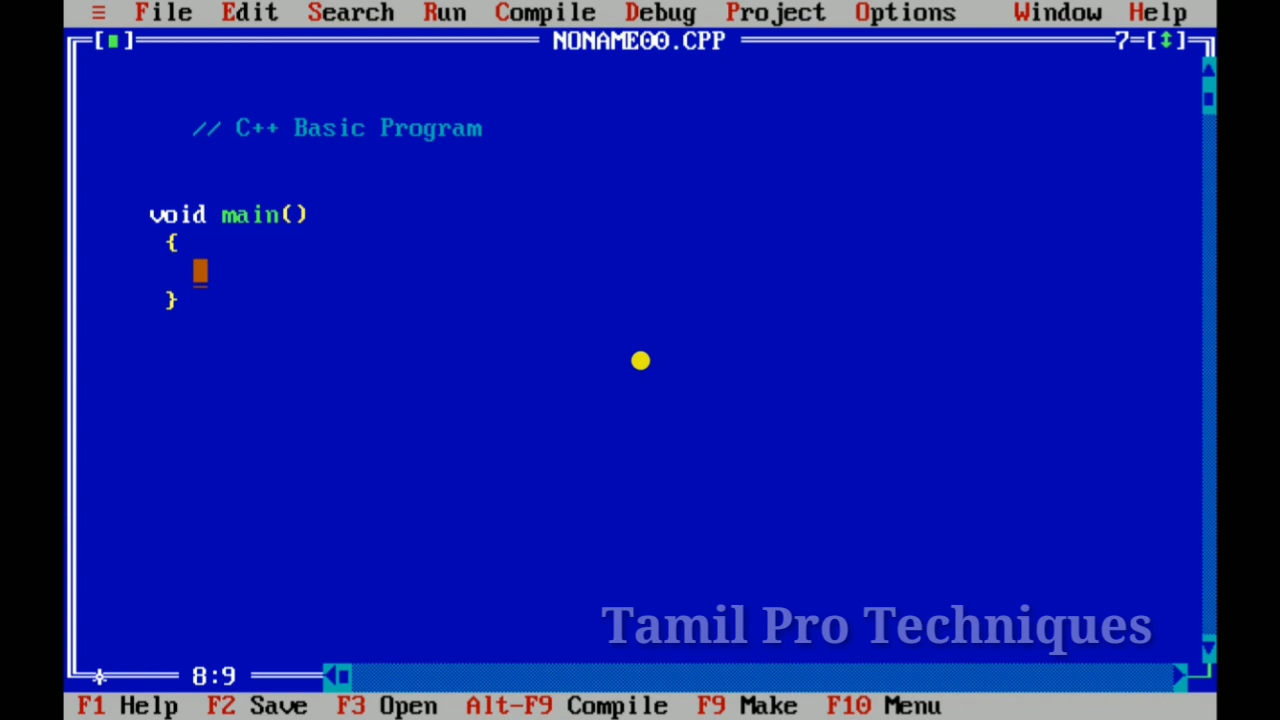 ≡ File Edit Search Run Compile Debug Project Options Window Help
[■] NONAME00.CPP 7=[↕]
// C++ Basic Program
void main()
{
}
Tamil Pro Techniques
8:9
F1 Help F2 Save F3 Open Alt-F9 Compile F9 Make F10 Menu